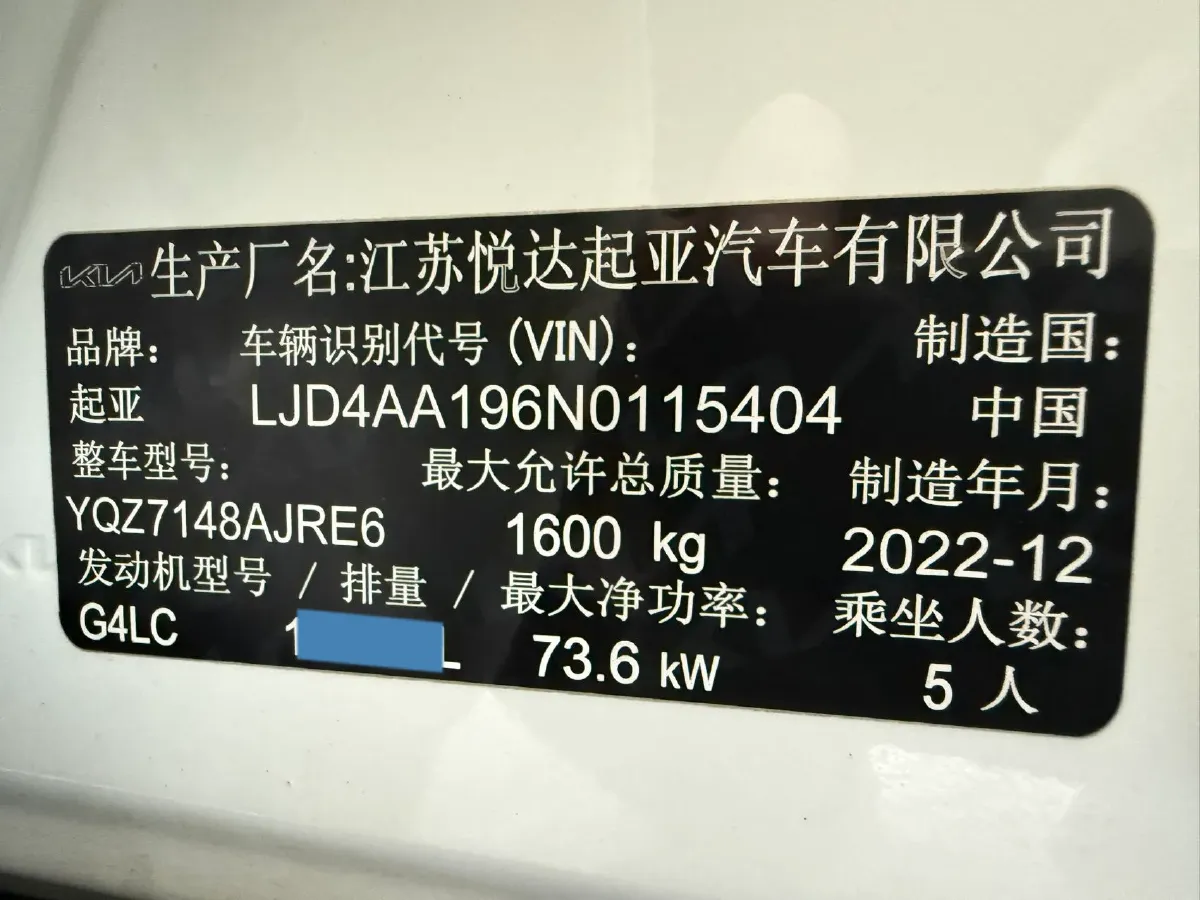 KIA 生产厂名:江苏悦达起亚汽车有限公司
品牌: 车辆识别代号 (VIN): 制造国:
起亚 LJD4AA196N0115404 中国
整车型号: 最大允许总质量: 制造年月:
YQZ7148AJRE6 1600 kg 2022-12
发动机型号 / 排量 / 最大净功率: 乘坐人数:
G4LC 73.6 kW 5 人